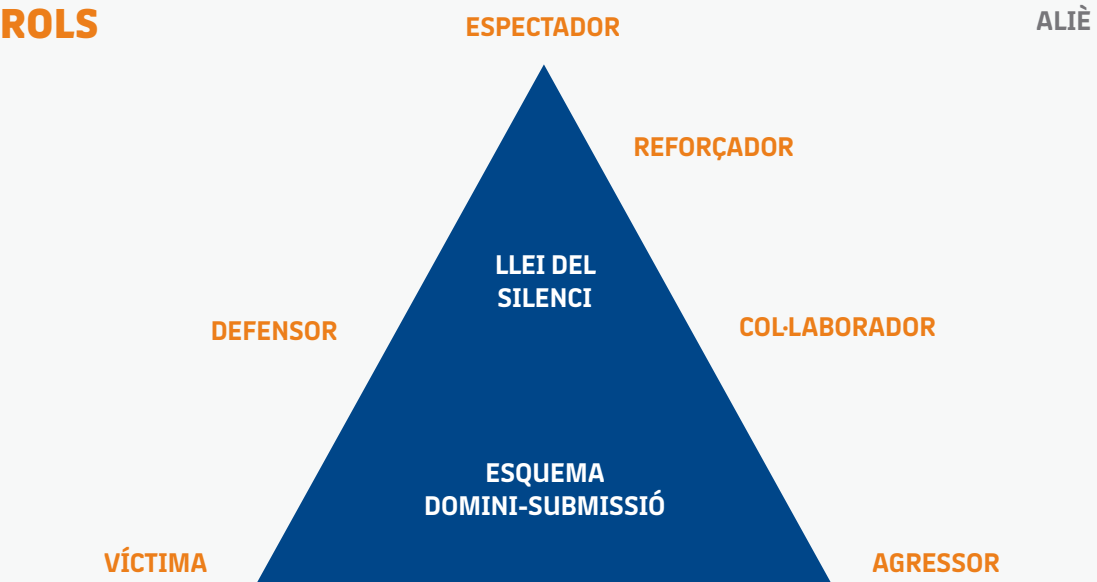 ROLS
ESPECTADOR
ALIÈ
REFORÇADOR
LLEI DEL
SILENCI
DEFENSOR
COL·LABORADOR
ESQUEMA
DOMINI-SUBMISSIÓ
VÍCTIMA
AGRESSOR